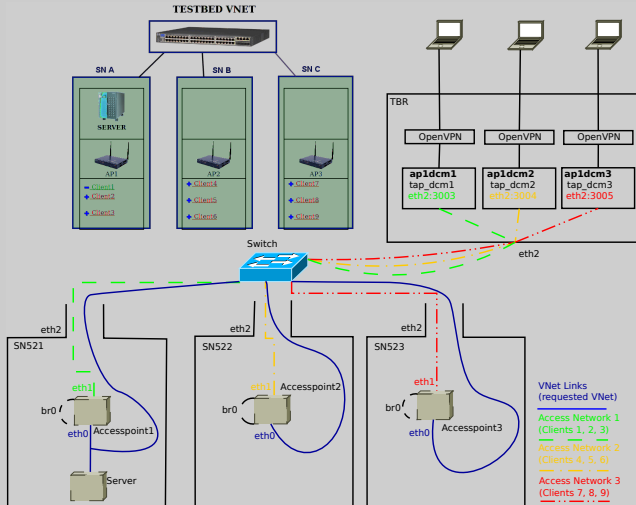 TESTBED VNET
SN A
SN B
SN C
SERVER
AP1
AP2
AP3
Client1
Client2
Client3
Client4
Client5
Client6
Client7
Client8
Client9
TBR
OpenVPN
OpenVPN
OpenVPN
ap1dcm1
tap_dcm1
eth2:3003
ap1dcm2
tap_dcm2
eth2:3004
ap1dcm3
tap_dcm3
eth2:3005
eth2
Switch
eth2
SN521
eth1
br0
Accesspoint1
eth0
Server
eth2
SN522
eth1
Accesspoint2
br0
eth0
eth2
SN523
eth1
br0
Accesspoint3
eth0
VNet Links
(requested VNet)
Access Network 1
(Clients 1, 2, 3)
Access Network 2
(Clients 4, 5, 6)
Access Network 3
(Clients 7, 8, 9)